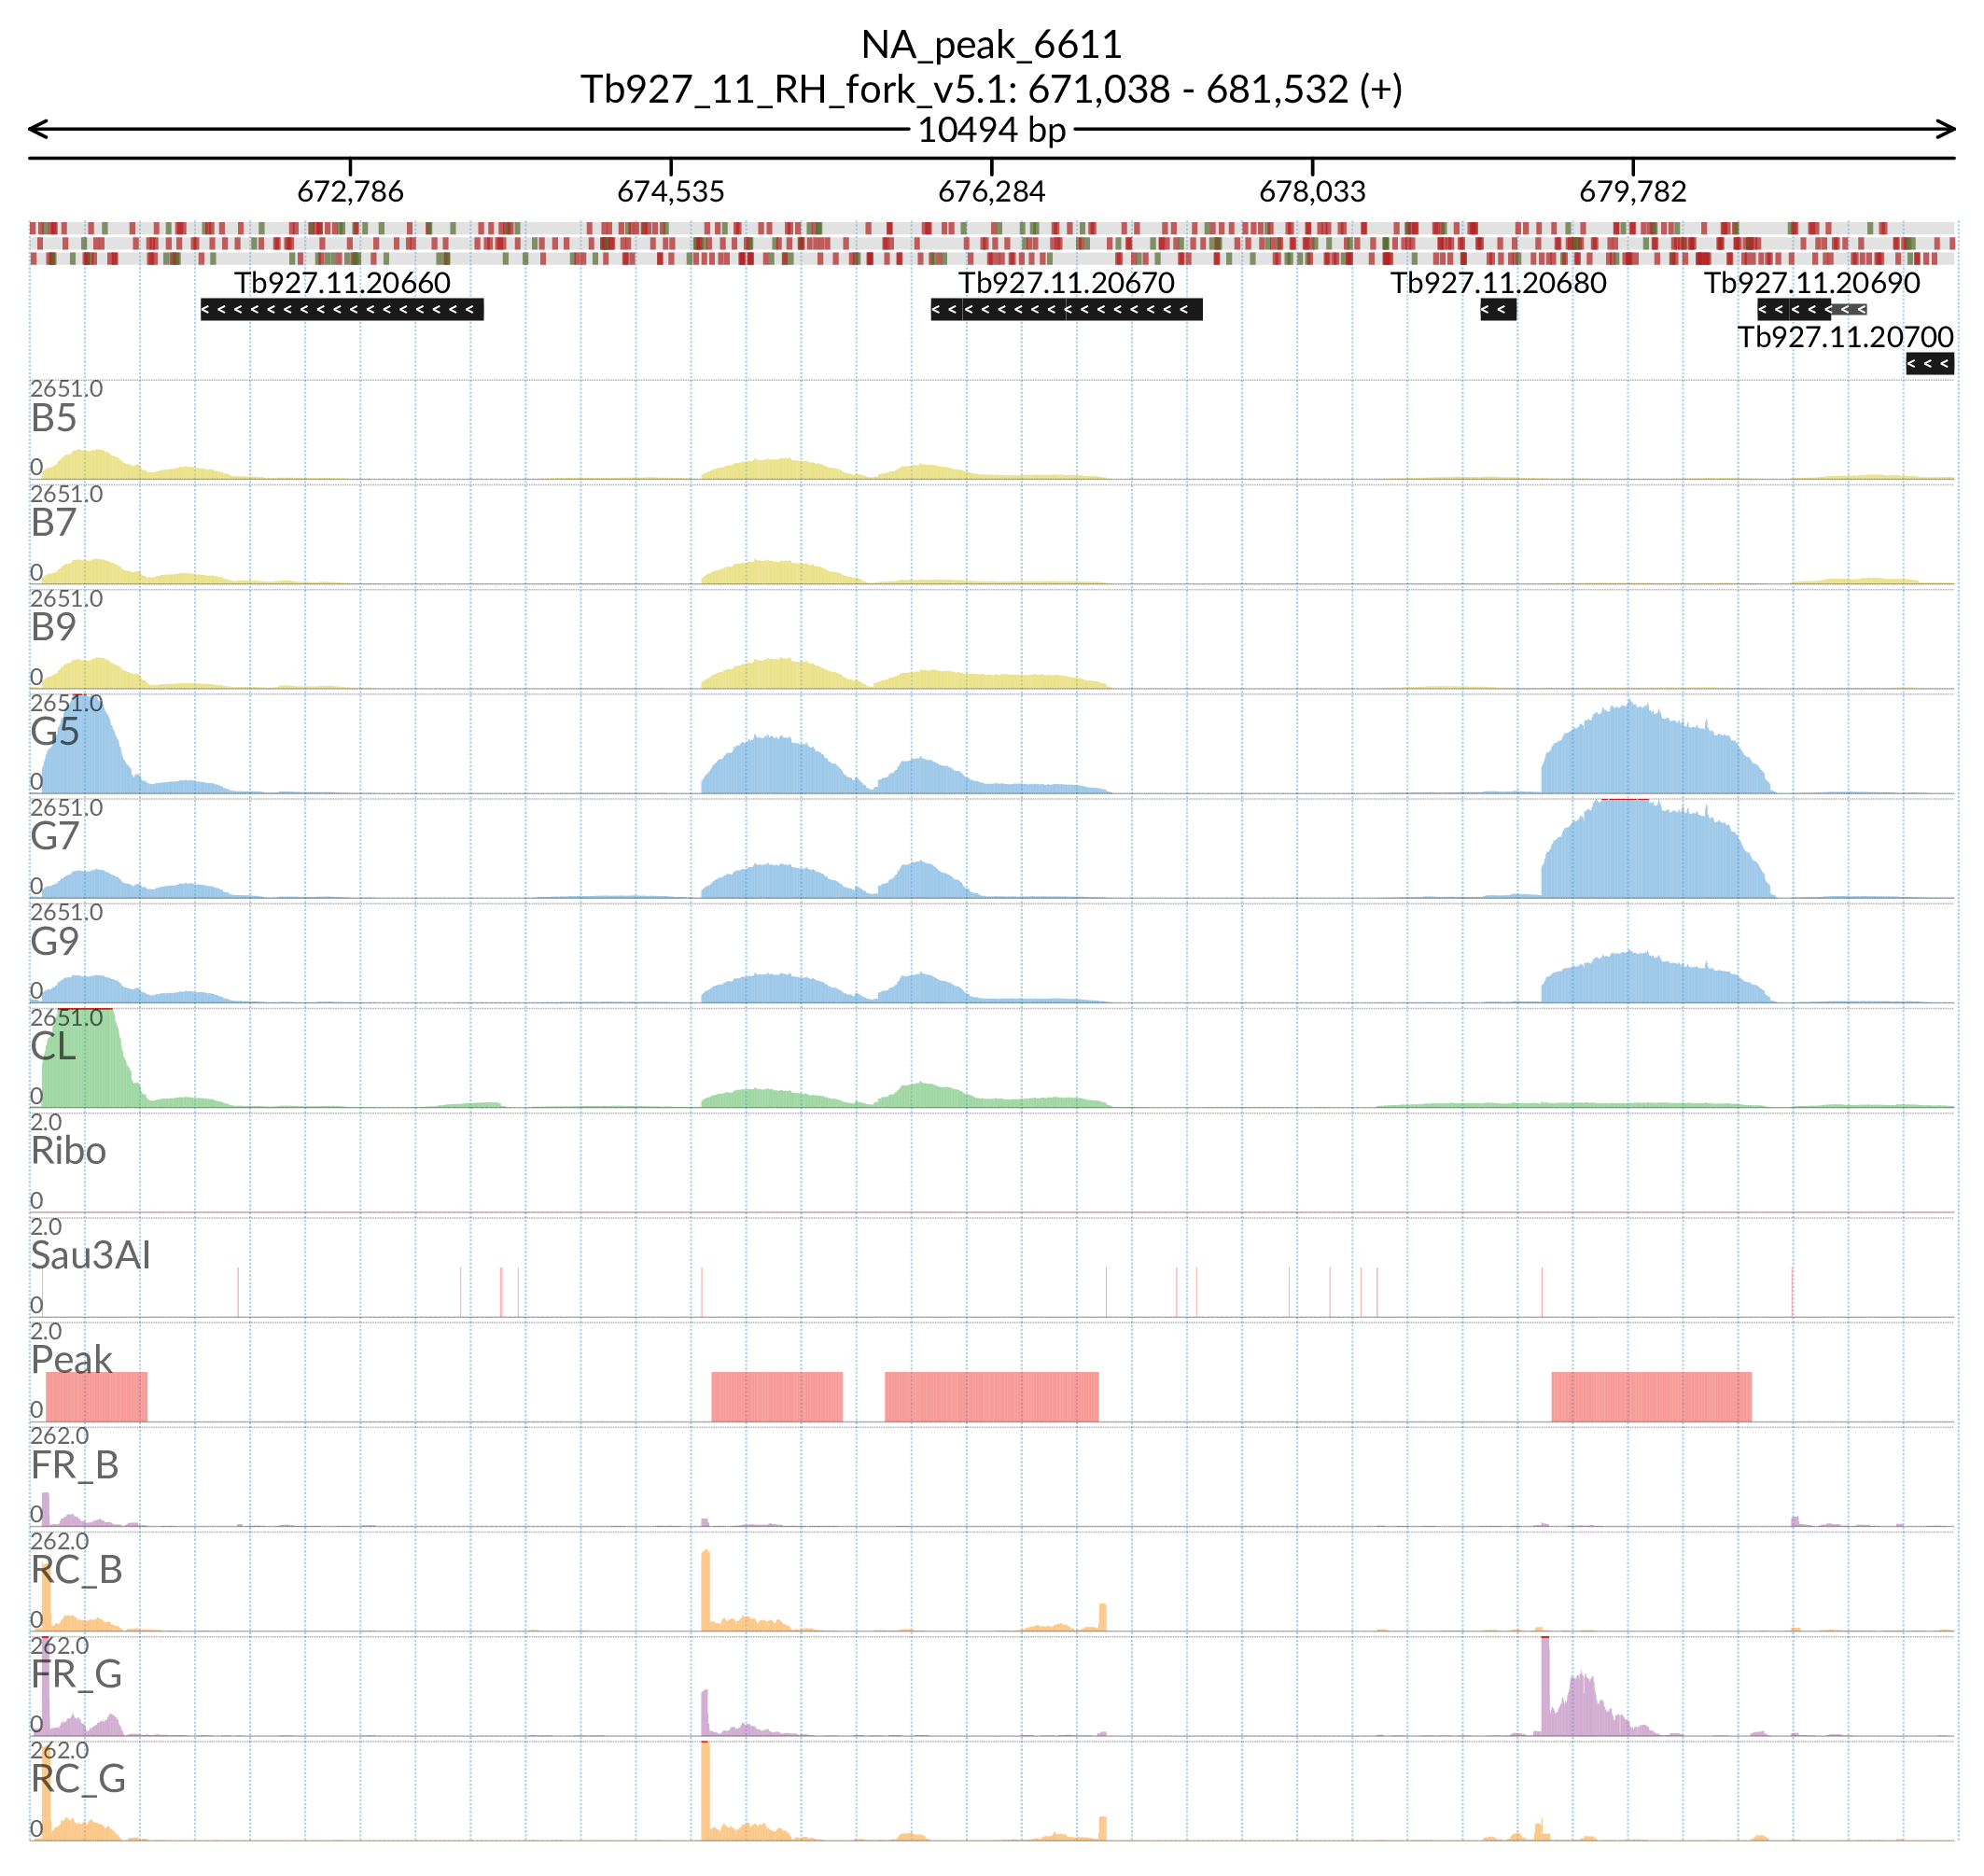 NA_peak_6611
Tb927_11_RH_fork_v5.1: 671,038 - 681,532 (+)
10494 bp
672,786 674,535 676,284 678,033 679,782
Tb927.11.20660 Tb927.11.20670 Tb927.11.20680 Tb927.11.20690
Tb927.11.20700
2651.0
B5
0
2651.0
B7
0
2651.0
B9
0
2651.0
G5
0
2651.0
G7
0
2651.0
G9
0
2651.0
CL
0
2.0
Ribo
0
2.0
Sau3AI
0
2.0
Peak
0
262.0
FR_B
0
262.0
RC_B
0
262.0
FR_G
0
262.0
RC_G
0